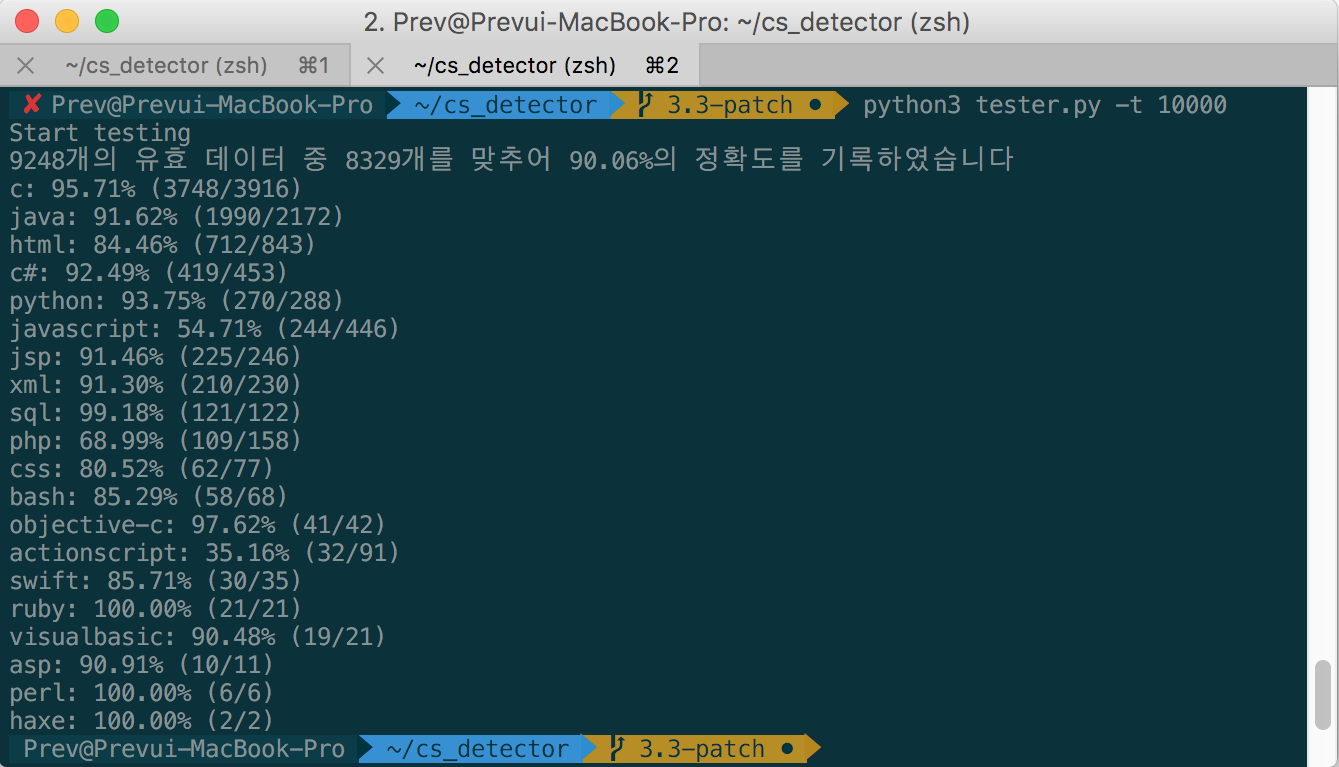 2. Prev@Prevui-MacBook-Pro: ~/cs_detector (zsh)
~/cs_detector (zsh) ⌘1 ~/cs_detector (zsh) ⌘2
✘ Prev@Prevui-MacBook-Pro ~/cs_detector 3.3-patch ● python3 tester.py -t 10000
Start testing
9248개의 유효 데이터 중 8329개를 맞추어 90.06%의 정확도를 기록하였습니다
c: 95.71% (3748/3916)
java: 91.62% (1990/2172)
html: 84.46% (712/843)
c#: 92.49% (419/453)
python: 93.75% (270/288)
javascript: 54.71% (244/446)
jsp: 91.46% (225/246)
xml: 91.30% (210/230)
sql: 99.18% (121/122)
php: 68.99% (109/158)
css: 80.52% (62/77)
bash: 85.29% (58/68)
objective-c: 97.62% (41/42)
actionscript: 35.16% (32/91)
swift: 85.71% (30/35)
ruby: 100.00% (21/21)
visualbasic: 90.48% (19/21)
asp: 90.91% (10/11)
perl: 100.00% (6/6)
haxe: 100.00% (2/2)
Prev@Prevui-MacBook-Pro ~/cs_detector 3.3-patch ●